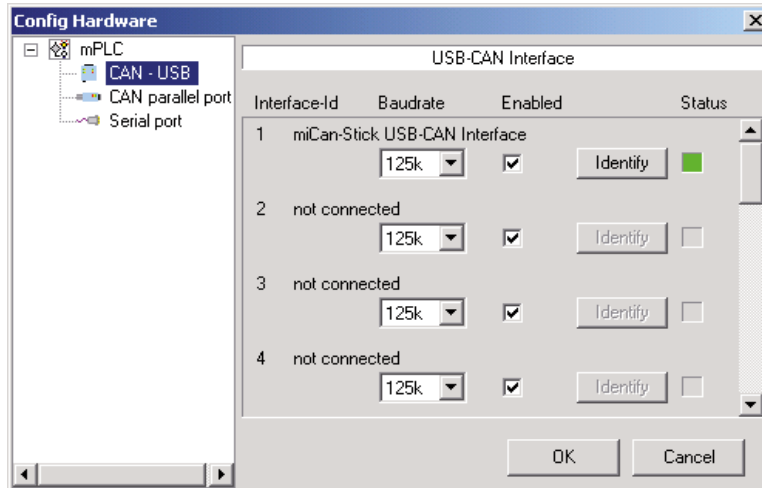 Config Hardware
mPLC
CAN - USB
CAN parallel port
Serial port
USB-CAN Interface
Interface-Id Baudrate Enabled Status
1 miCan-Stick USB-CAN Interface
125k Identify
2 not connected
125k Identify
3 not connected
125k Identify
4 not connected
125k Identify
OK Cancel